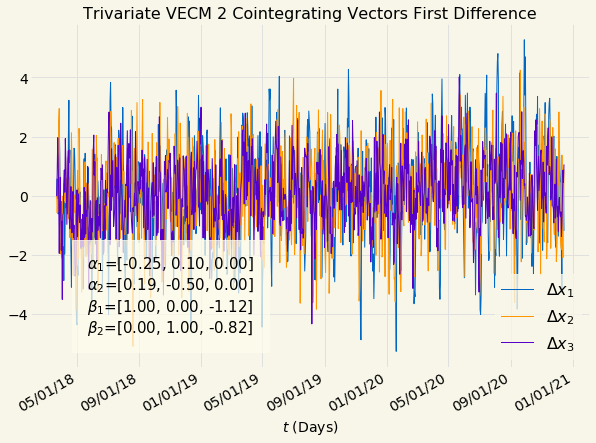 Trivariate VECM 2 Cointegrating Vectors First Difference
4
2
0
−2
−4
α₁=[-0.25, 0.10, 0.00]
α₂=[0.19, -0.50, 0.00]
β₁=[1.00, 0.00, -1.12]
β₂=[0.00, 1.00, -0.82]
Δx₁
Δx₂
Δx₃
05/01/18 09/01/18 01/01/19 05/01/19 09/01/19 01/01/20 05/01/20 09/01/20 01/01/21
t (Days)